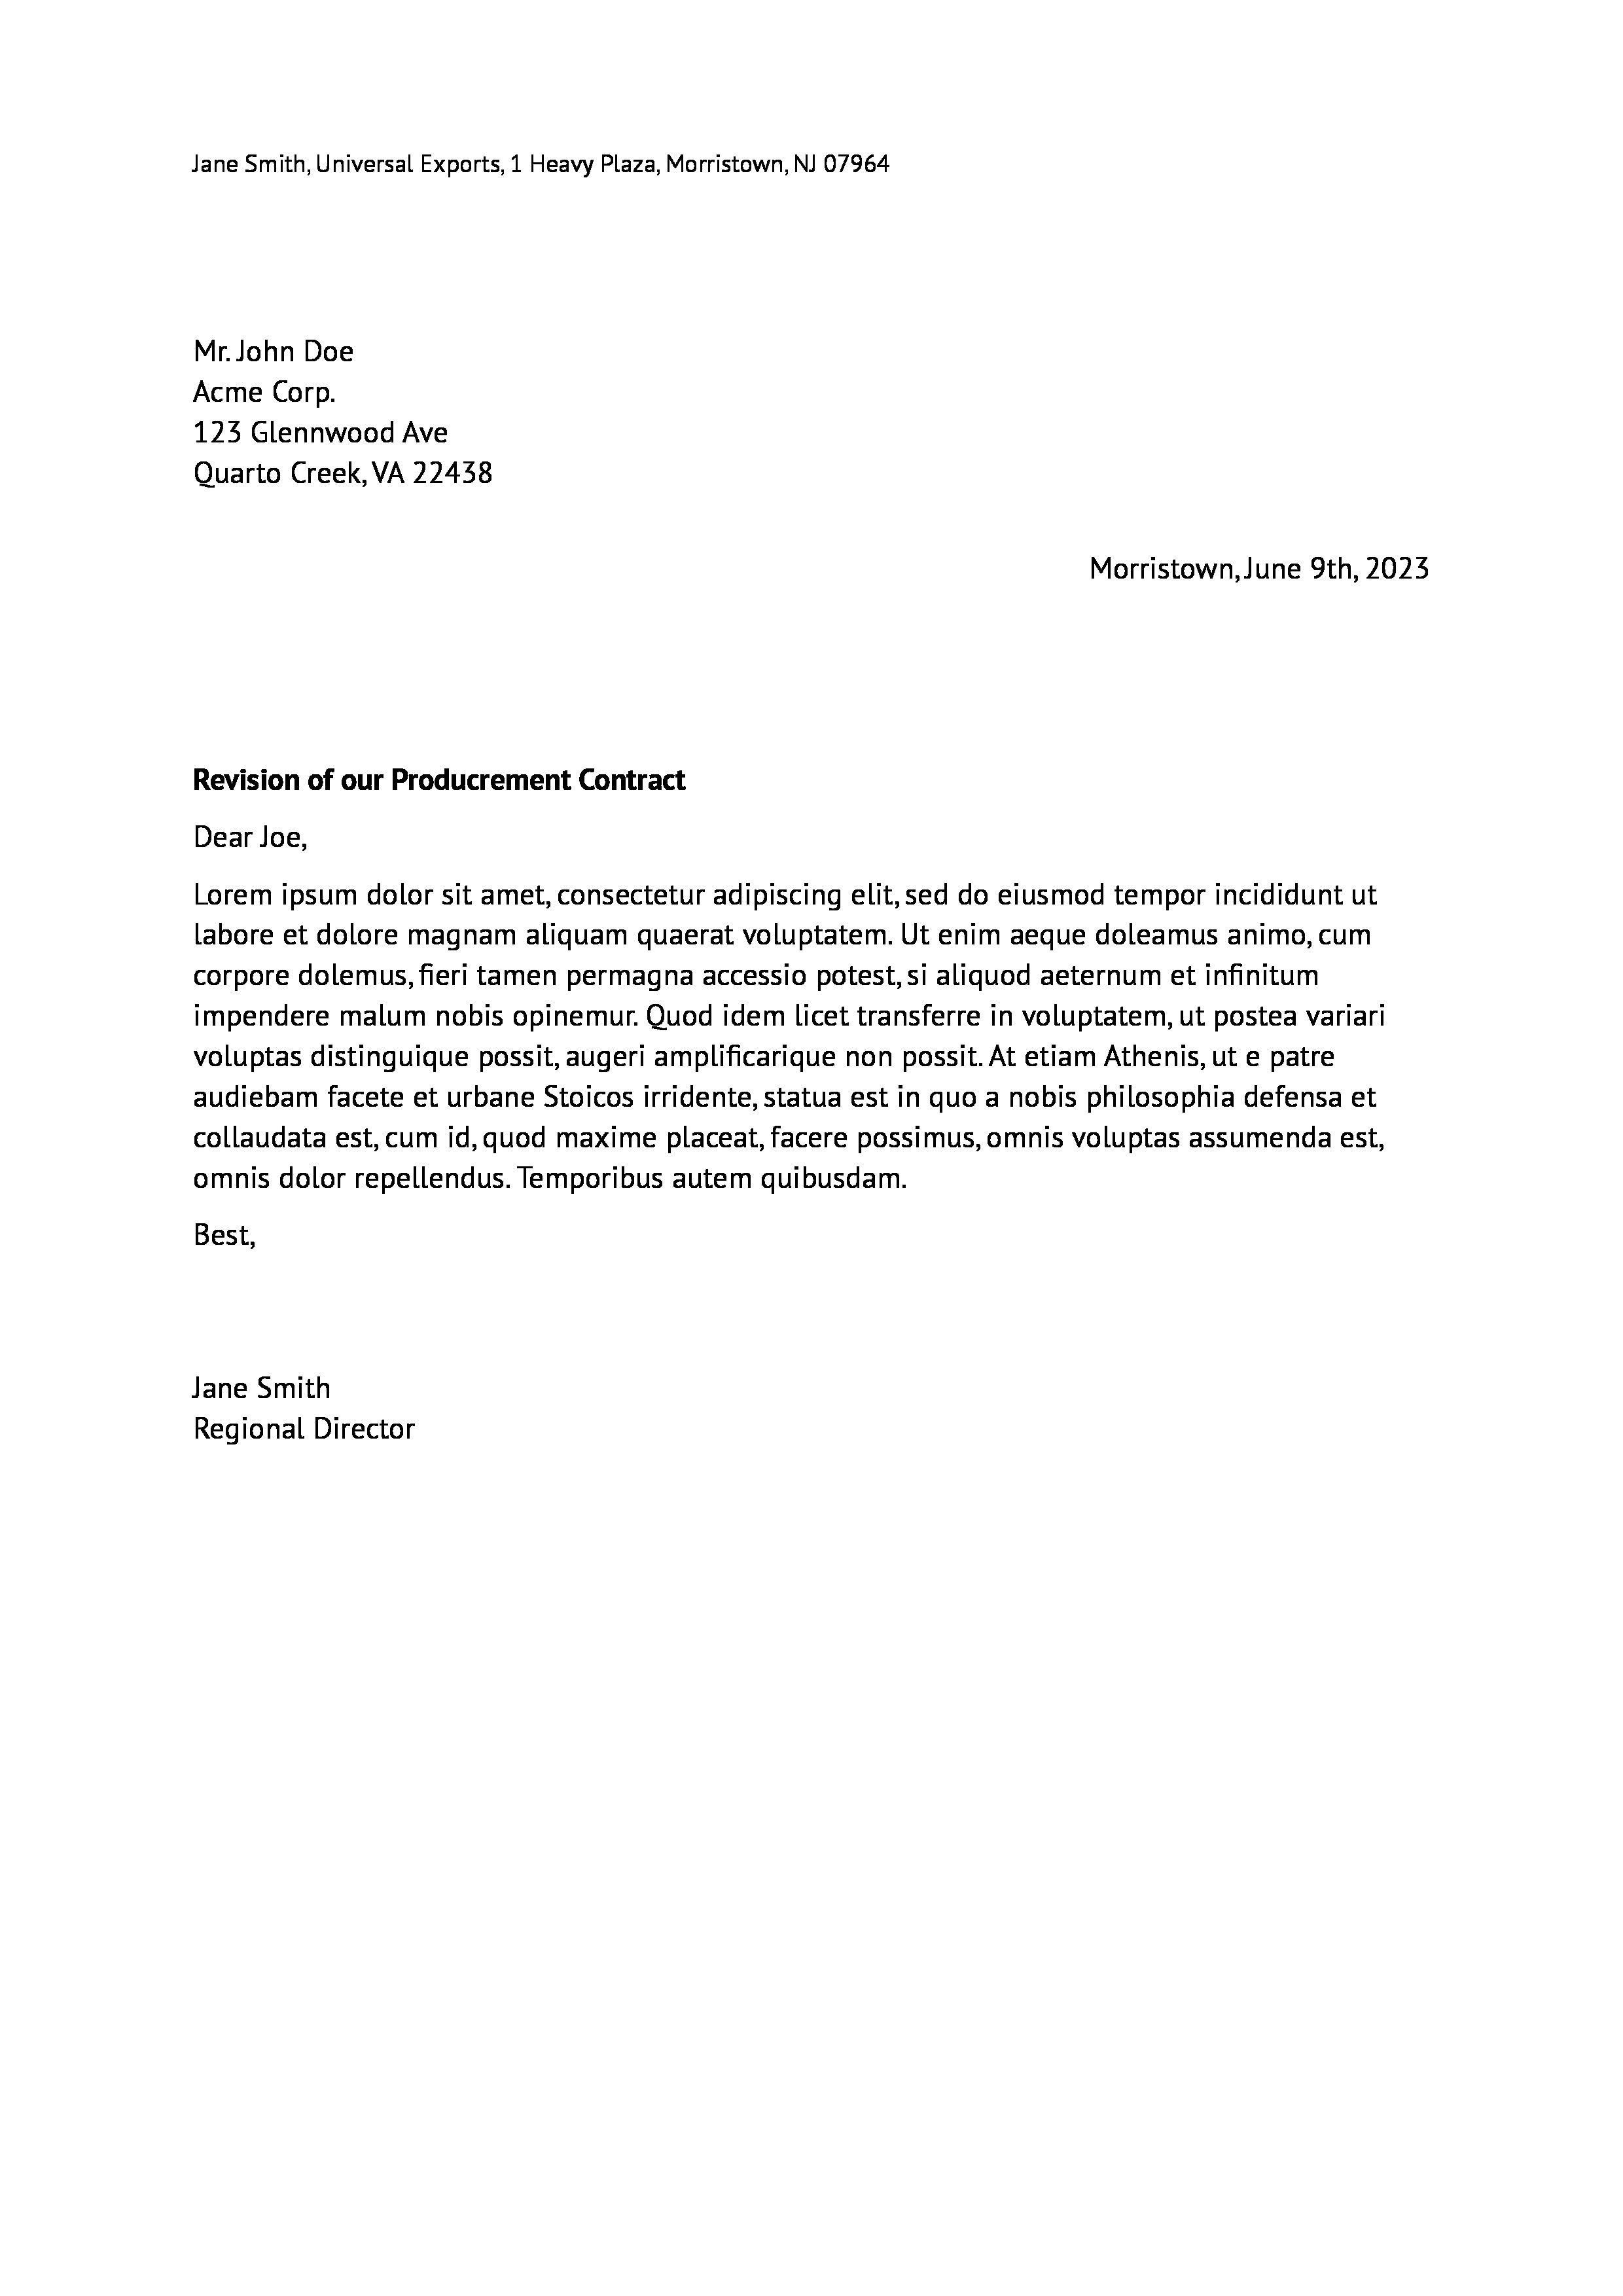 Jane Smith, Universal Exports, 1 Heavy Plaza, Morristown, NJ 07964
Mr. John Doe
Acme Corp.
123 Glennwood Ave
Quarto Creek, VA 22438
Morristown, June 9th, 2023
Revision of our Producrement Contract
Dear Joe,
Lorem ipsum dolor sit amet, consectetur adipiscing elit, sed do eiusmod tempor incididunt ut
labore et dolore magnam aliquam quaerat voluptatem. Ut enim aeque doleamus animo, cum
corpore dolemus, fieri tamen permagna accessio potest, si aliquod aeternum et infinitum
impendere malum nobis opinemur. Quod idem licet transferre in voluptatem, ut postea variari
voluptas distinguique possit, augeri amplificarique non possit. At etiam Athenis, ut e patre
audiebam facete et urbane Stoicos irridente, statua est in quo a nobis philosophia defensa et
collaudata est, cum id, quod maxime placeat, facere possimus, omnis voluptas assumenda est,
omnis dolor repellendus. Temporibus autem quibusdam.
Best,
Jane Smith
Regional Director